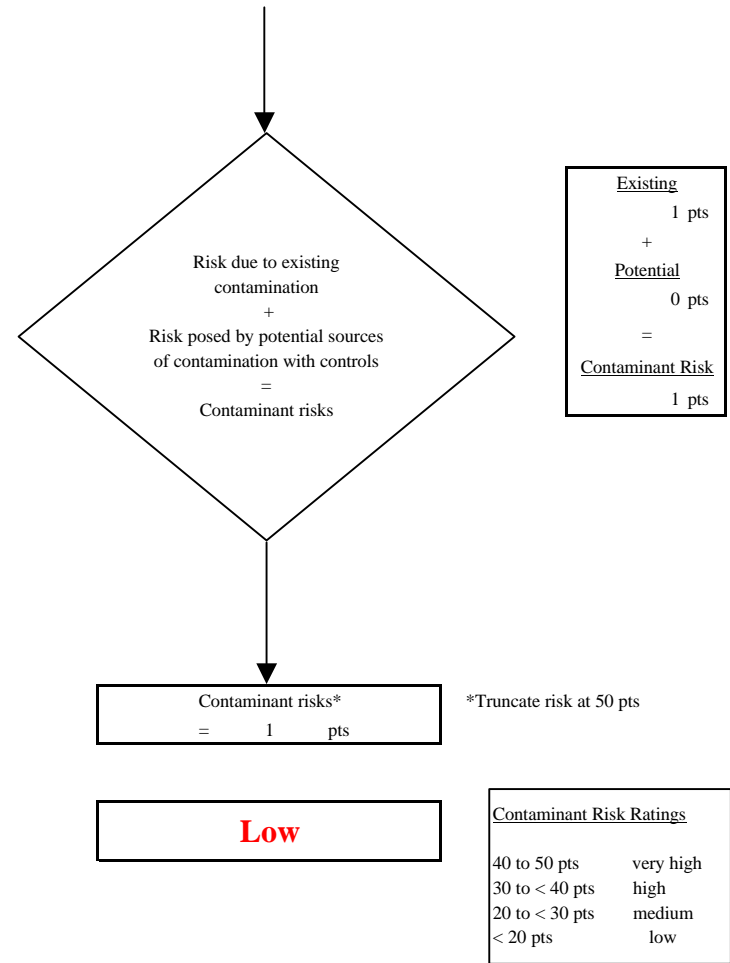 Risk due to existing
contamination
+
Risk posed by potential sources
of contamination with controls
=
Contaminant risks
Existing
1 pts
+
Potential
0 pts
=
Contaminant Risk
1 pts
Contaminant risks*
= 1 pts
*Truncate risk at 50 pts
Low
Contaminant Risk Ratings
40 to 50 pts very high
30 to < 40 pts high
20 to < 30 pts medium
< 20 pts low